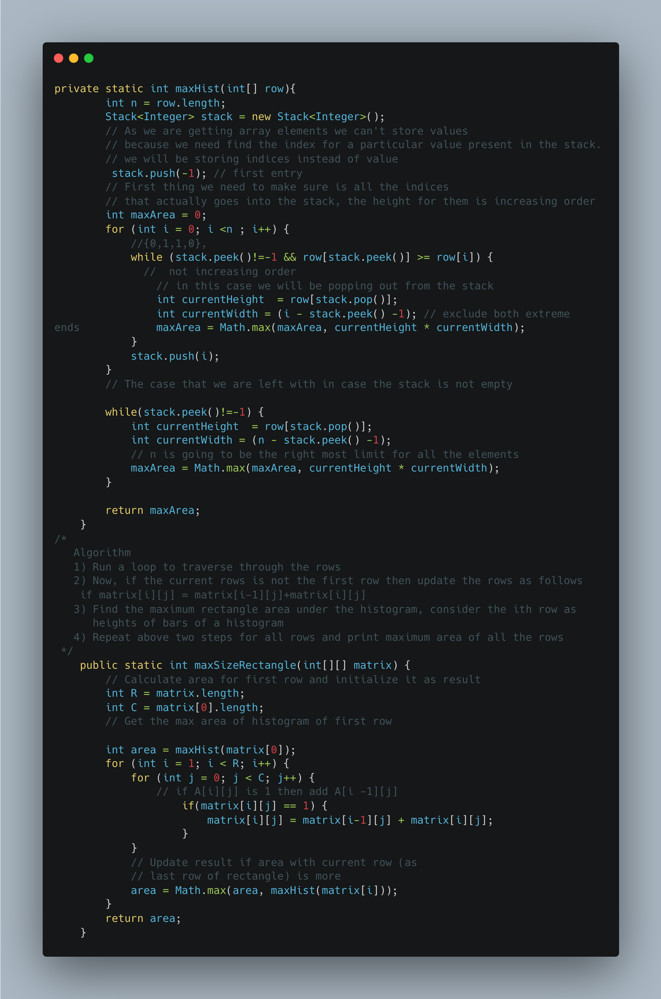 private static int maxHist(int[] row){
        int n = row.length;
        Stack<Integer> stack = new Stack<Integer>();
        // As we are getting array elements we can't store values
        // because we need find the index for a particular value present in the stack.
        // we will be storing indices instead of value
         stack.push(-1); // first entry
        // First thing we need to make sure is all the indices
        // that actually goes into the stack, the height for them is increasing order
        int maxArea = 0;
        for (int i = 0; i <n ; i++) {
            //{0,1,1,0},
            while (stack.peek()!=-1 && row[stack.peek()] >= row[i]) {
              //  not increasing order
                // in this case we will be popping out from the stack
                int currentHeight  = row[stack.pop()];
                int currentWidth = (i - stack.peek() -1); // exclude both extreme
ends            maxArea = Math.max(maxArea, currentHeight * currentWidth);
            }
            stack.push(i);
        }
        // The case that we are left with in case the stack is not empty

        while(stack.peek()!=-1) {
            int currentHeight  = row[stack.pop()];
            int currentWidth = (n - stack.peek() -1);
            // n is going to be the right most limit for all the elements
            maxArea = Math.max(maxArea, currentHeight * currentWidth);
        }

        return maxArea;
    }
/*
   Algorithm
   1) Run a loop to traverse through the rows
   2) Now, if the current rows is not the first row then update the rows as follows
    if matrix[i][j] = matrix[i-1][j]+matrix[i][j]
   3) Find the maximum rectangle area under the histogram, consider the ith row as
      heights of bars of a histogram
   4) Repeat above two steps for all rows and print maximum area of all the rows
 */
    public static int maxSizeRectangle(int[][] matrix) {
        // Calculate area for first row and initialize it as result
        int R = matrix.length;
        int C = matrix[0].length;
        // Get the max area of histogram of first row

        int area = maxHist(matrix[0]);
        for (int i = 1; i < R; i++) {
            for (int j = 0; j < C; j++) {
                // if A[i][j] is 1 then add A[i -1][j]
                    if(matrix[i][j] == 1) {
                        matrix[i][j] = matrix[i-1][j] + matrix[i][j];
                    }
            }
            // Update result if area with current row (as
            // last row of rectangle) is more
            area = Math.max(area, maxHist(matrix[i]));
        }
        return area;
    }